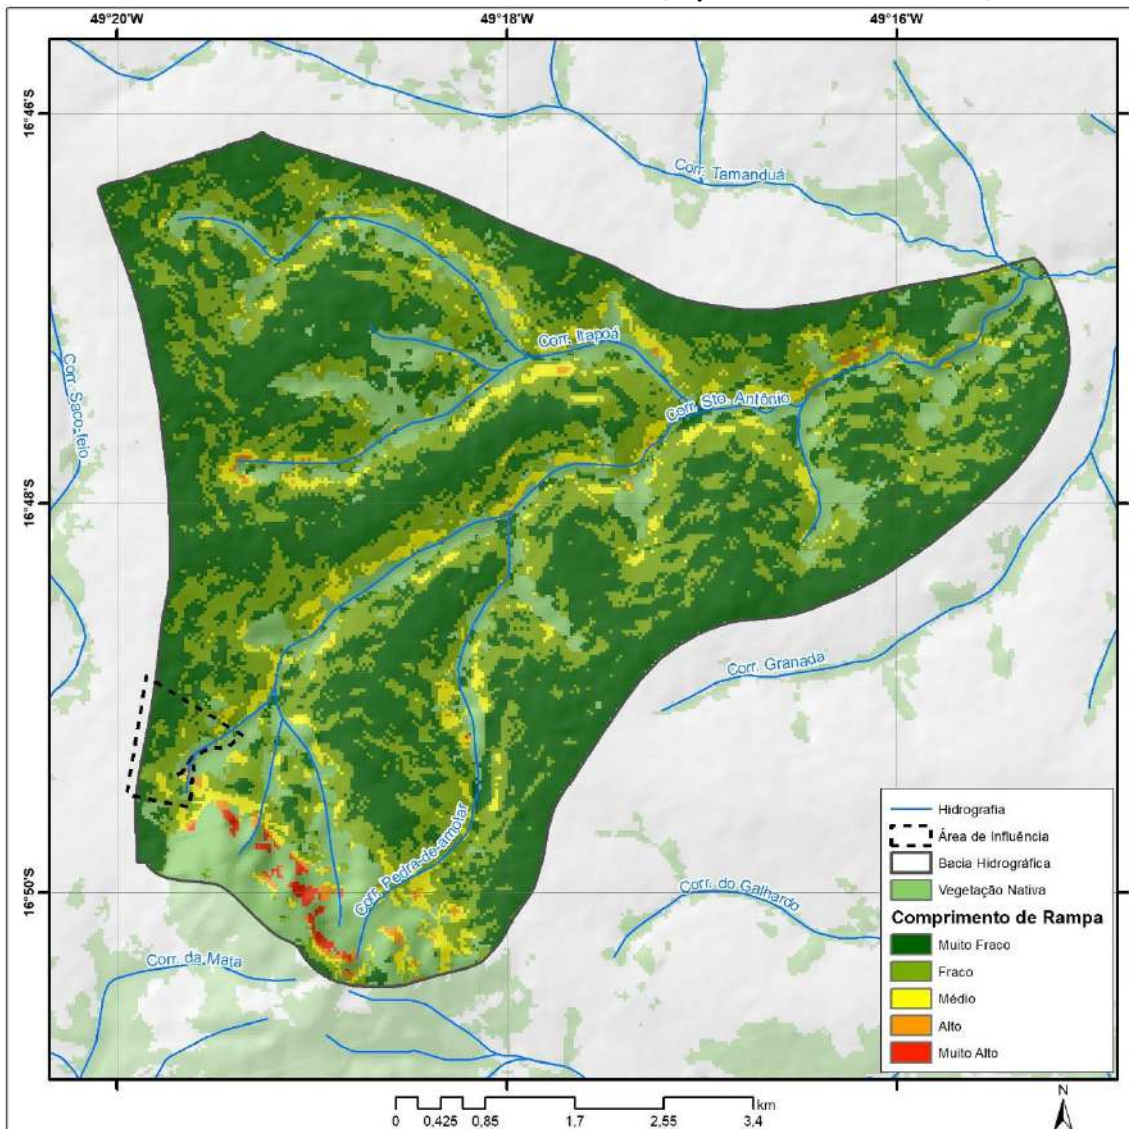 49°20'W
49°18'W
49°16'W
16°46'S
Corr. Tamanduá
Corr. Itapoá
Corr. Saco-feio
Corr. Sto. Antônio
16°48'S
Corr. Granada
Corr. Pedra-de-amolar
16°50'S
Corr. do Galhardo
Corr. da Mata
Hidrografia
Área de Influência
Bacia Hidrográfica
Vegetação Nativa
Comprimento de Rampa
Muito Fraco
Fraco
Médio
Alto
Muito Alto
km
0 0,425 0,85 1,7 2,55 3,4
N